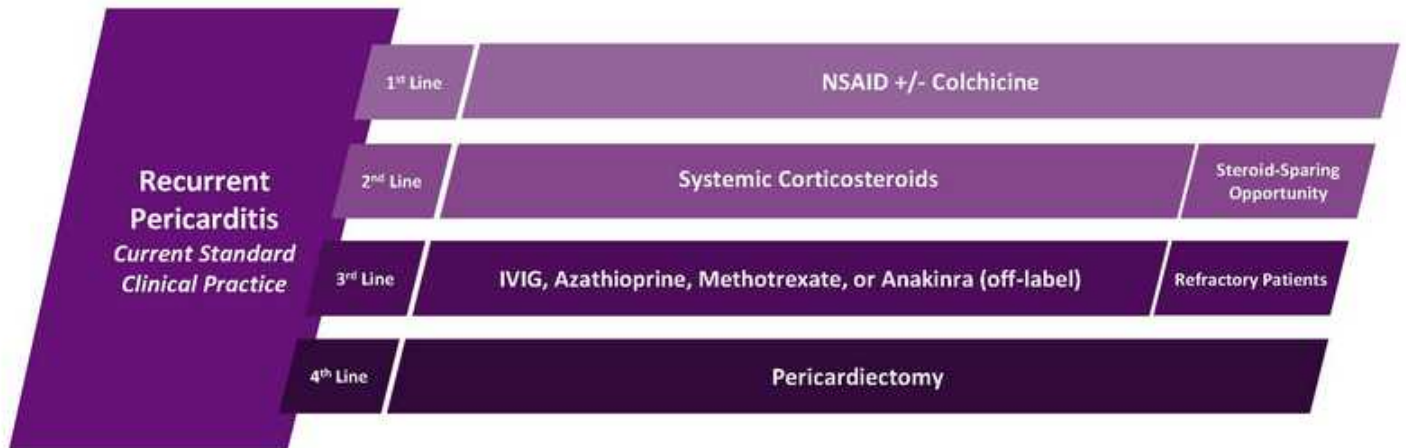 Recurrent
Pericarditis
Current Standard
Clinical Practice
1st Line
NSAID +/- Colchicine
2nd Line
Systemic Corticosteroids
Steroid-Sparing
Opportunity
3rd Line
IVIG, Azathioprine, Methotrexate, or Anakinra (off-label)
Refractory Patients
4th Line
Pericardiectomy